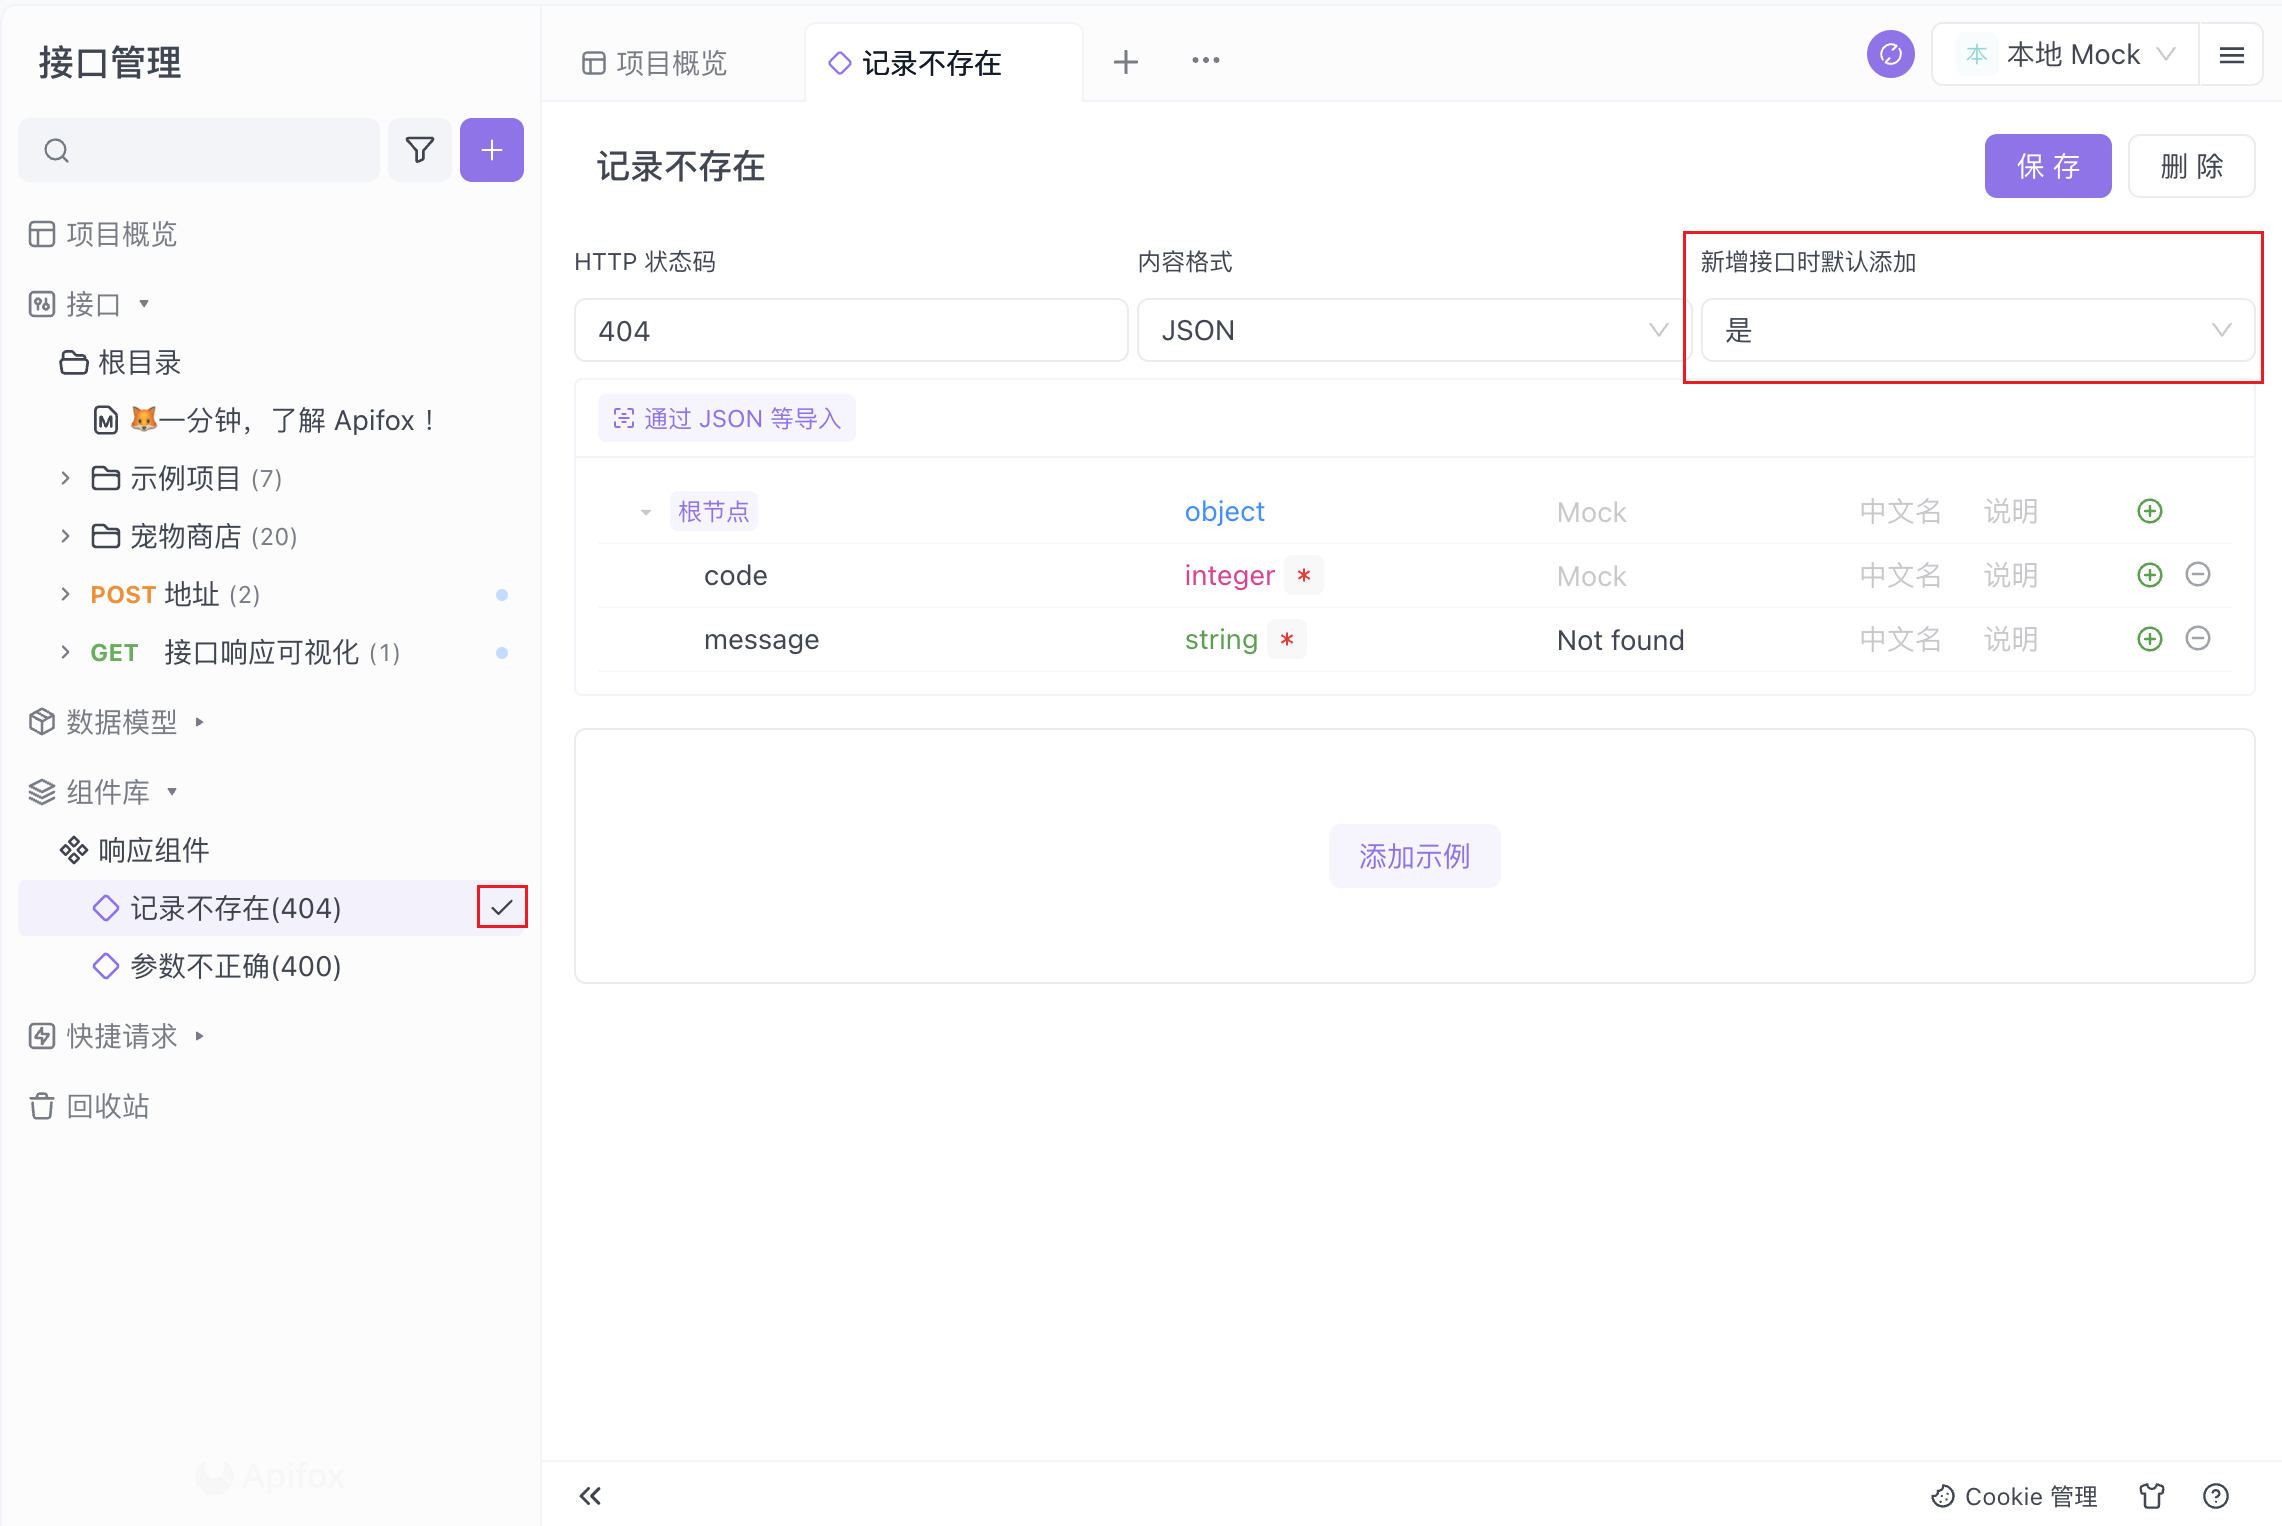 接口管理
项目概览
接口
根目录
🦊一分钟，了解 Apifox！
示例项目 (7)
宠物商店 (20)
POST 地址 (2)
GET 接口响应可视化 (1)
数据模型
组件库
响应组件
记录不存在(404)
参数不正确(400)
快捷请求
回收站
Apifox
项目概览
记录不存在
本 本地 Mock
记录不存在
保 存
删 除
HTTP 状态码
内容格式
新增接口时默认添加
404
JSON
是
通过 JSON 等导入
根节点 object Mock 中文名 说明
code integer * Mock 中文名 说明
message string * Not found 中文名 说明
添加示例
Cookie 管理